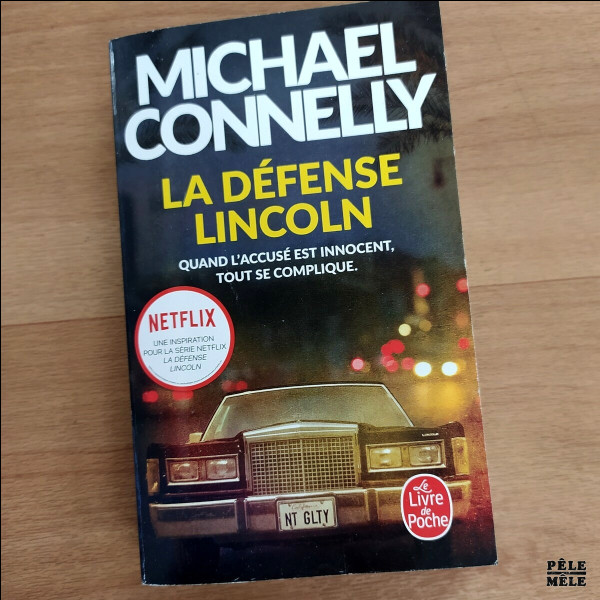 MICHAEL
CONNELLY
LA DÉFENSE
LINCOLN
QUAND L'ACCUSÉ EST INNOCENT,
TOUT SE COMPLIQUE.
NETFLIX
UNE INSPIRATION
POUR LA SÉRIE NETFLIX
LA DÉFENSE
LINCOLN
California
NT GLTY
Le
Livre
de
Poche
PÊLE
MÊLE